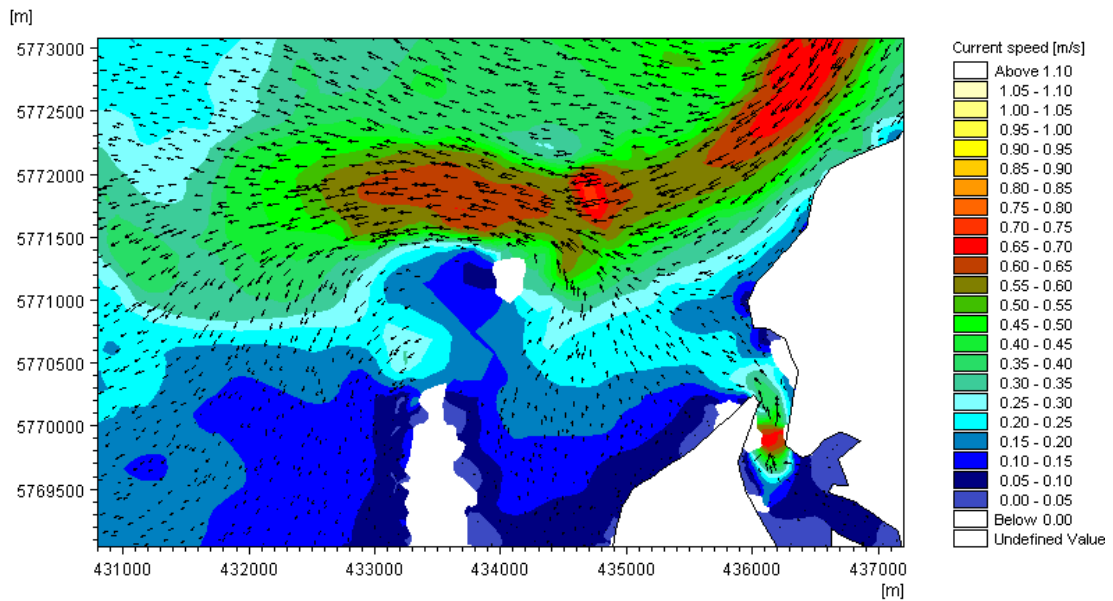 [m]
5773000
5772500
5772000
5771500
5771000
5770500
5770000
5769500
431000 432000 433000 434000 435000 436000 437000
[m]
Current speed [m/s]
Above 1.10
1.05 - 1.10
1.00 - 1.05
0.95 - 1.00
0.90 - 0.95
0.85 - 0.90
0.80 - 0.85
0.75 - 0.80
0.70 - 0.75
0.65 - 0.70
0.60 - 0.65
0.55 - 0.60
0.50 - 0.55
0.45 - 0.50
0.40 - 0.45
0.35 - 0.40
0.30 - 0.35
0.25 - 0.30
0.20 - 0.25
0.15 - 0.20
0.10 - 0.15
0.05 - 0.10
0.00 - 0.05
Below 0.00
Undefined Value